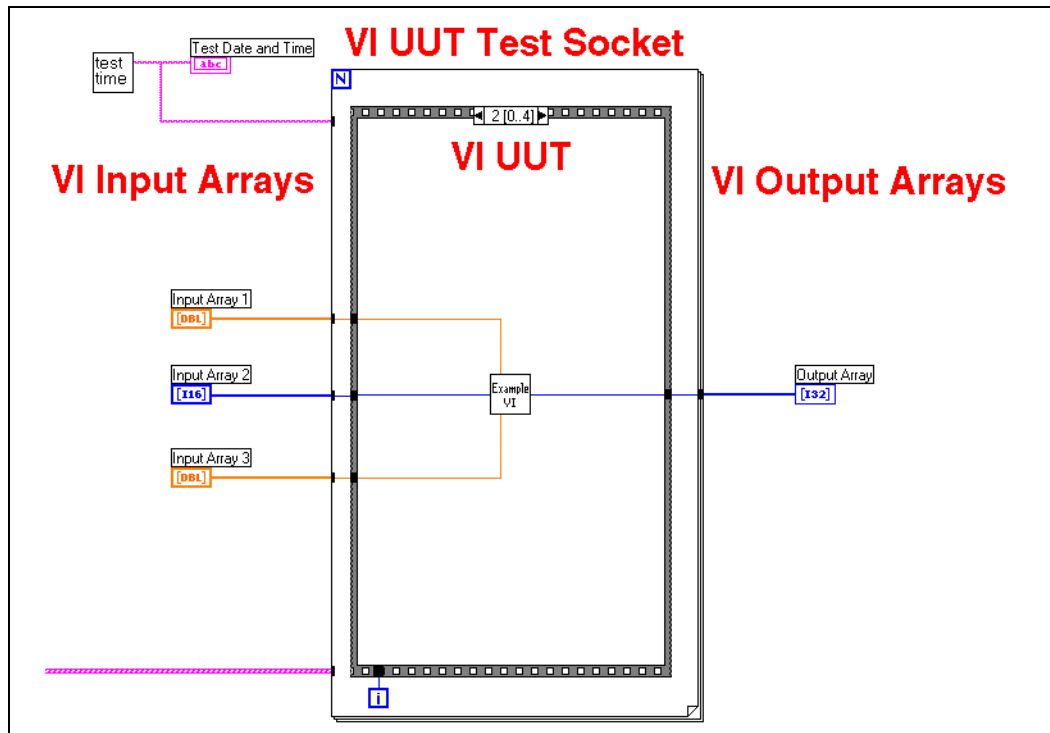 VI UUT Test Socket
Test Date and Time
abc
test
time
N
2 [0..4]
VI UUT
VI Input Arrays
VI Output Arrays
Input Array 1
[DBL]
Input Array 2
[I16]
Example
VI
Output Array
[I32]
Input Array 3
[DBL]
i